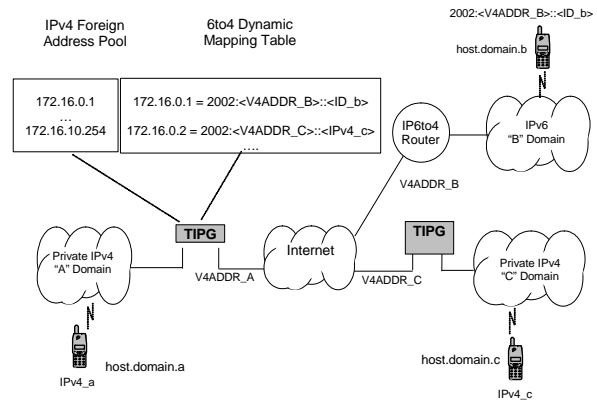 IPv4 Foreign
Address Pool
6to4 Dynamic
Mapping Table
2002:<V4ADDR_B>::<ID_b>
host.domain.b
172.16.0.1
...
172.16.10.254
172.16.0.1 = 2002:<V4ADDR_B>::<ID_b>
172.16.0.2 = 2002:<V4ADDR_C>::<IPv4_c>
....
IP6to4
Router
IPv6
“B” Domain
V4ADDR_B
TIPG
Internet
TIPG
Private IPv4
“A” Domain
V4ADDR_A
V4ADDR_C
Private IPv4
“C” Domain
host.domain.a
IPv4_a
host.domain.c
IPv4_c